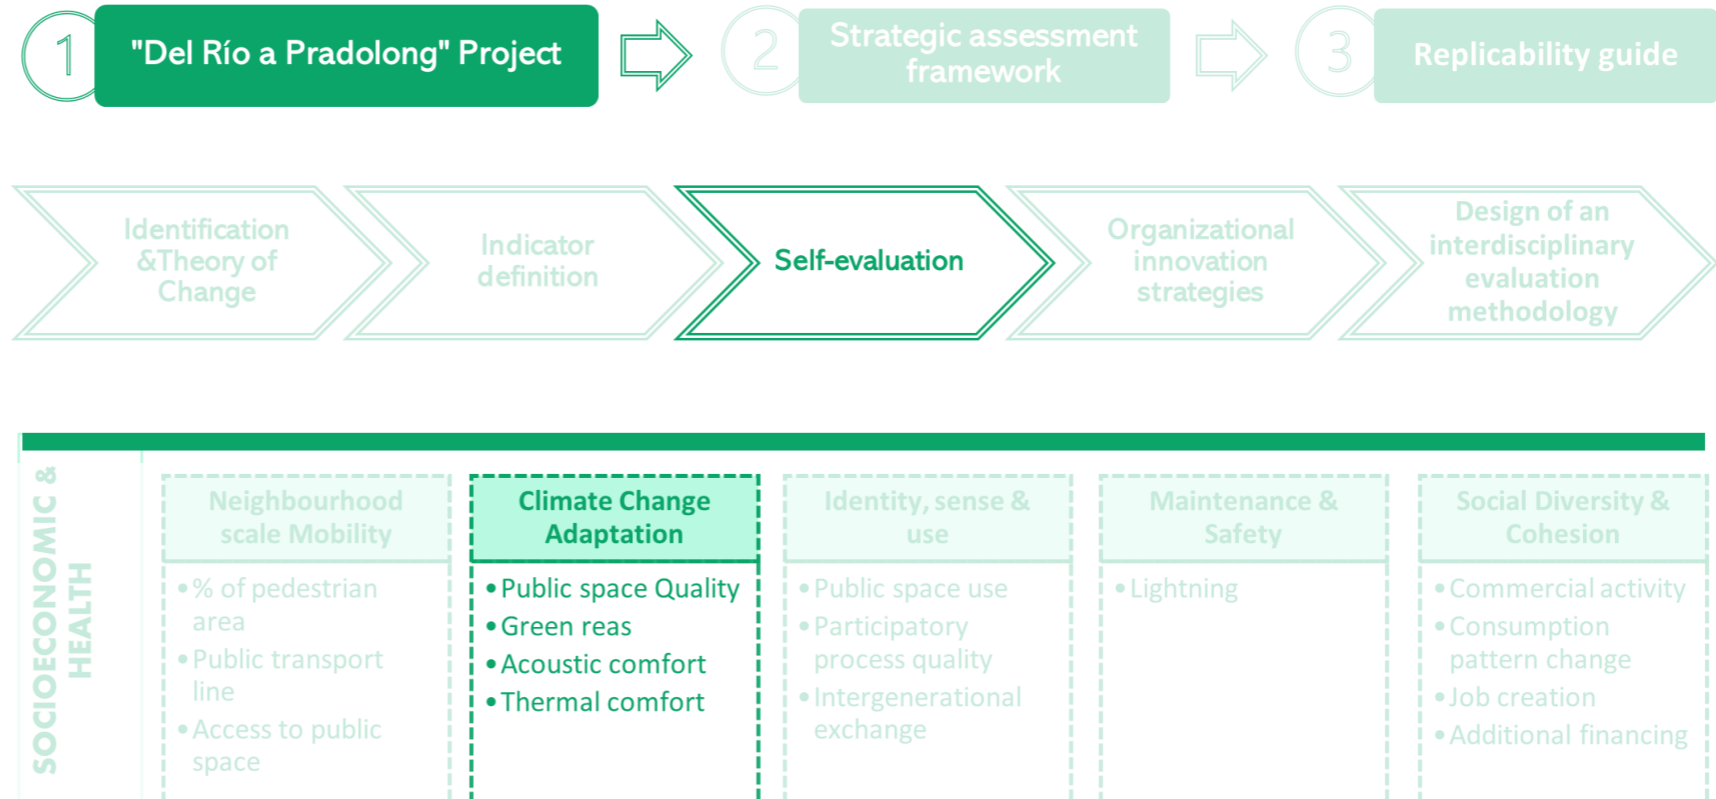 1
"Del Río a Pradolong" Project
2
Strategic assessment
framework
3
Replicability guide
Identification
&Theory of
Change
Indicator
definition
Self-evaluation
Organizational
innovation
strategies
Design of an
interdisciplinary
evaluation
methodology
SOCIOECONOMIC &
HEALTH
Neighbourhood
scale Mobility
•% of pedestrian
area
•Public transport
line
•Access to public
space
Climate Change
Adaptation
•Public space Quality
•Green reas
•Acoustic comfort
•Thermal comfort
Identity, sense &
use
•Public space use
•Participatory
process quality
•Intergenerational
exchange
Maintenance &
Safety
•Lightning
Social Diversity &
Cohesion
•Commercial activity
•Consumption
pattern change
•Job creation
•Additional financing